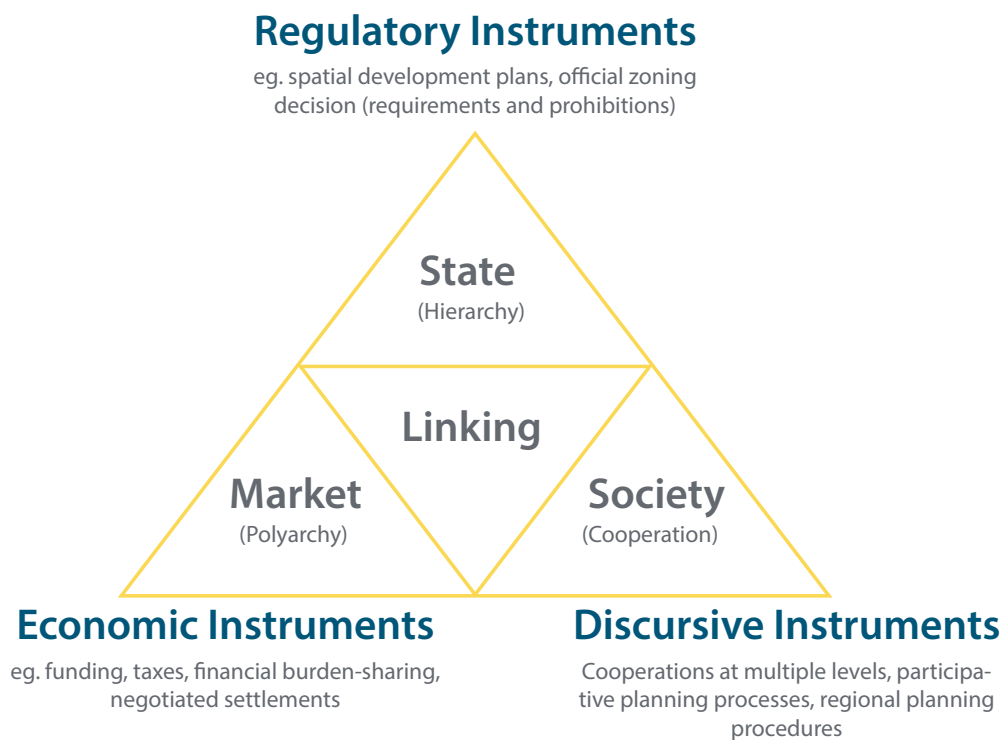 Regulatory Instruments
eg. spatial development plans, official zoning
decision (requirements and prohibitions)
State
(Hierarchy)
Linking
Market
(Polyarchy)
Society
(Cooperation)
Economic Instruments
eg. funding, taxes, financial burden-sharing,
negotiated settlements
Discursive Instruments
Cooperations at multiple levels, participa-
tive planning processes, regional planning
procedures